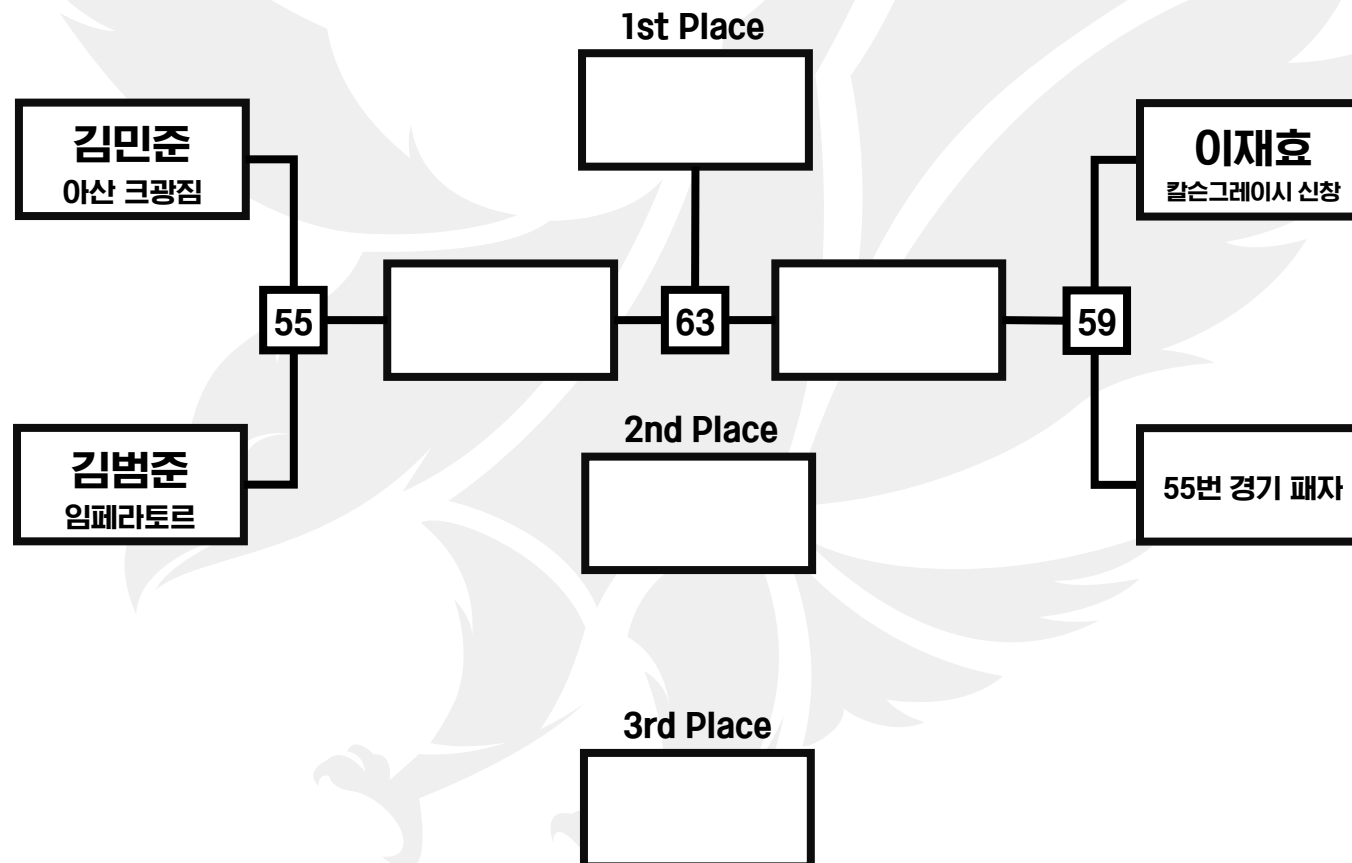 1st Place
김민준
아산 크광짐
이재효
칼슨그레이시 신창
55
63
59
김범준
임페라토르
2nd Place
55번 경기 패자
3rd Place